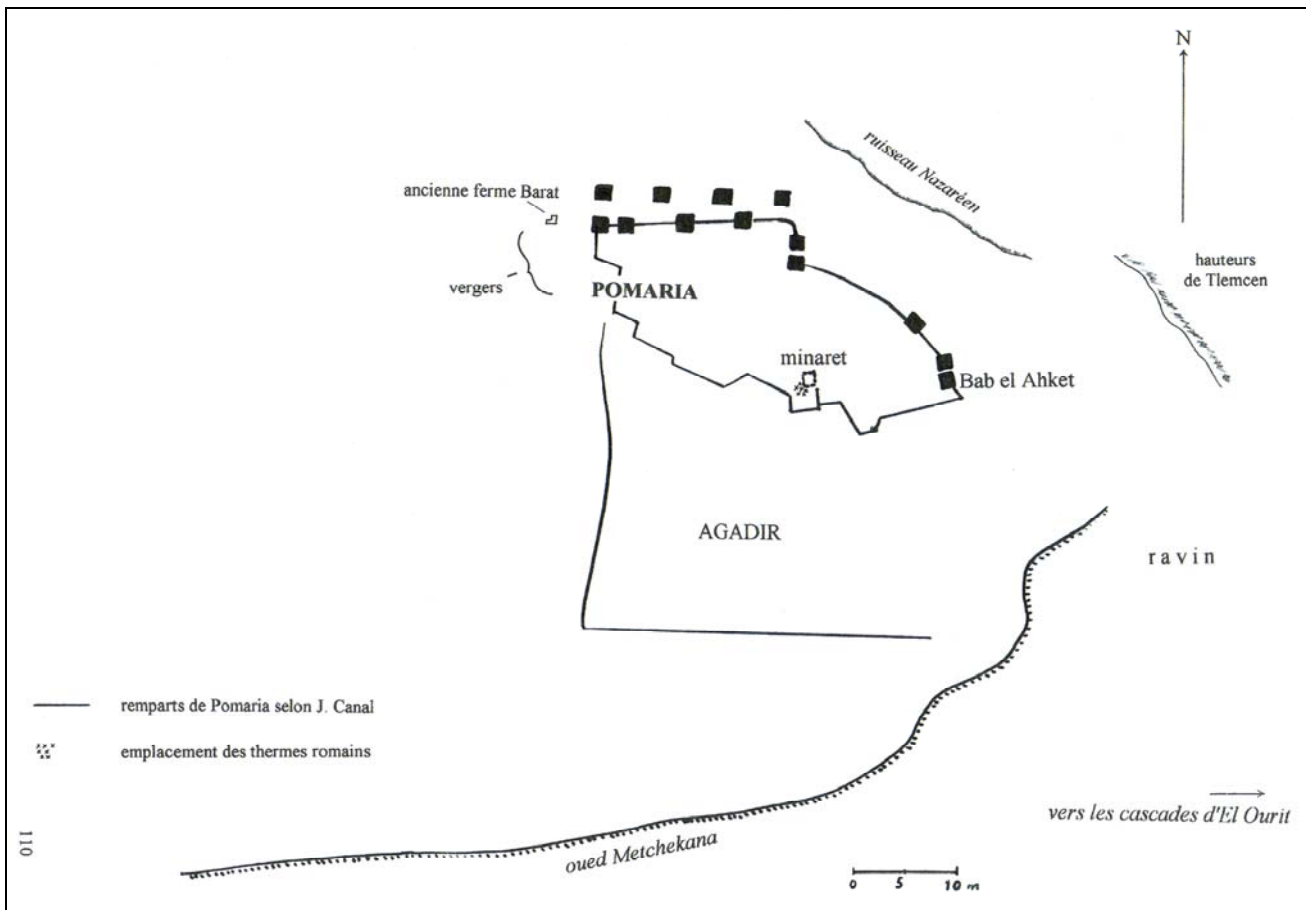 N
ruisseau Nazaréen
ancienne ferme Barat
hauteurs
de Tlemcen
vergers
POMARIA
minaret
Bab el Ahket
AGADIR
ravin
remparts de Pomaria selon J. Canal
emplacement des thermes romains
vers les cascades d'El Ourit
oued Metchekana
110
0 5 10 m